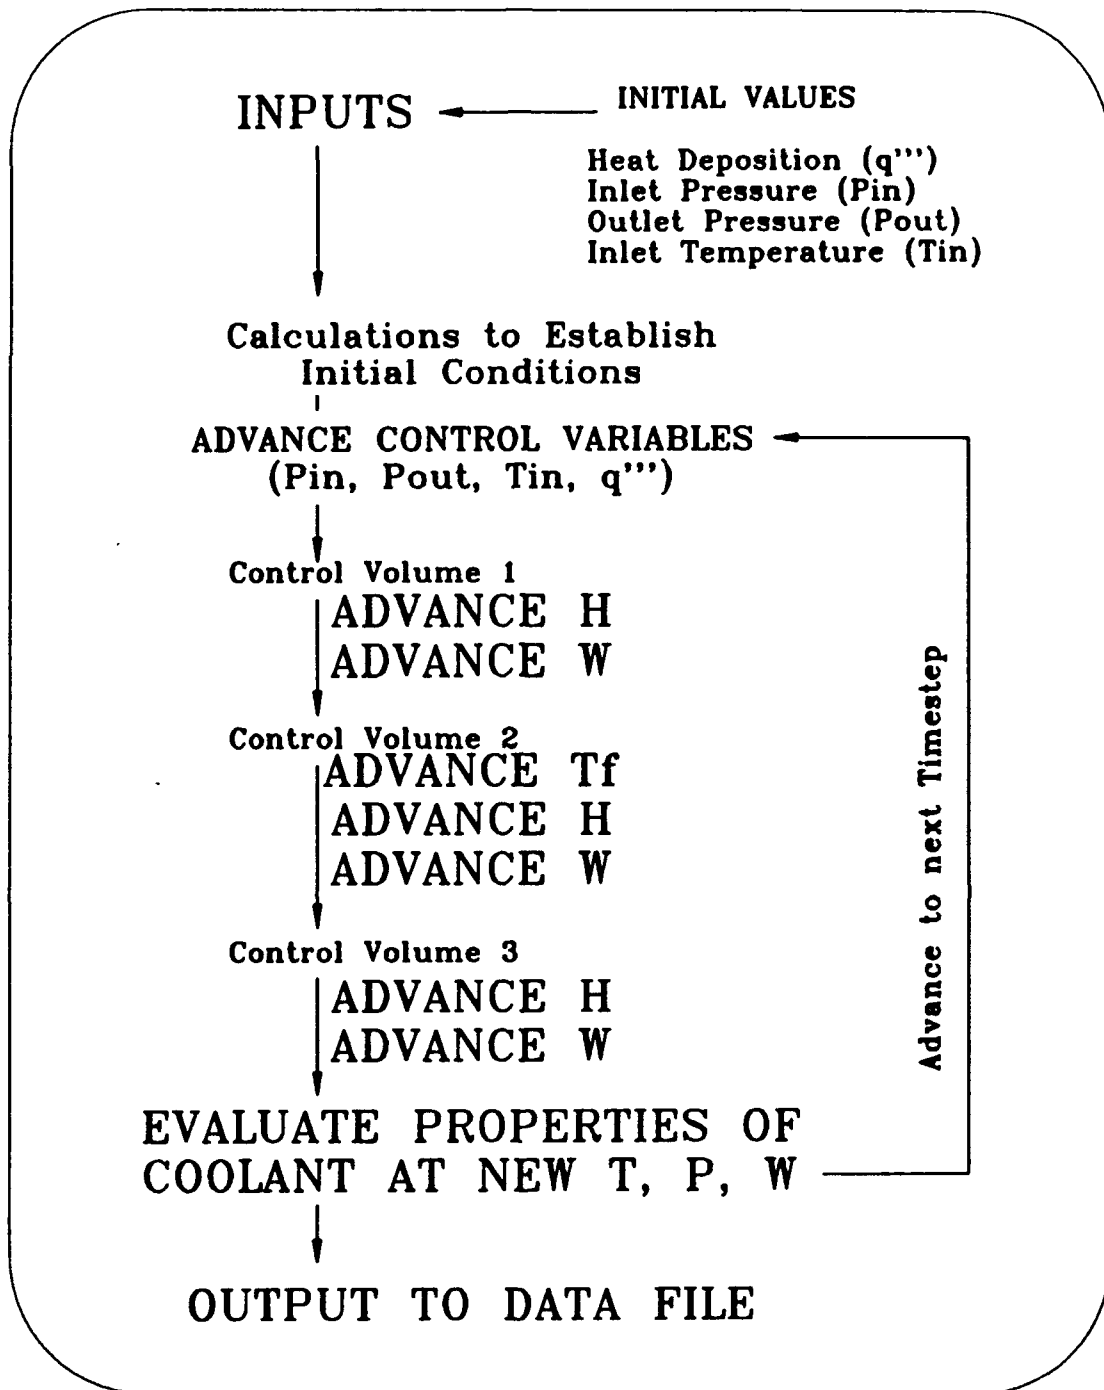 INPUTS
INITIAL VALUES
Heat Deposition (q''')
Inlet Pressure (Pin)
Outlet Pressure (Pout)
Inlet Temperature (Tin)
Calculations to Establish
Initial Conditions
ADVANCE CONTROL VARIABLES
(Pin, Pout, Tin, q''')
Control Volume 1
ADVANCE H
ADVANCE W
Control Volume 2
ADVANCE Tf
ADVANCE H
ADVANCE W
Control Volume 3
ADVANCE H
ADVANCE W
EVALUATE PROPERTIES OF
COOLANT AT NEW T, P, W
Advance to next Timestep
OUTPUT TO DATA FILE